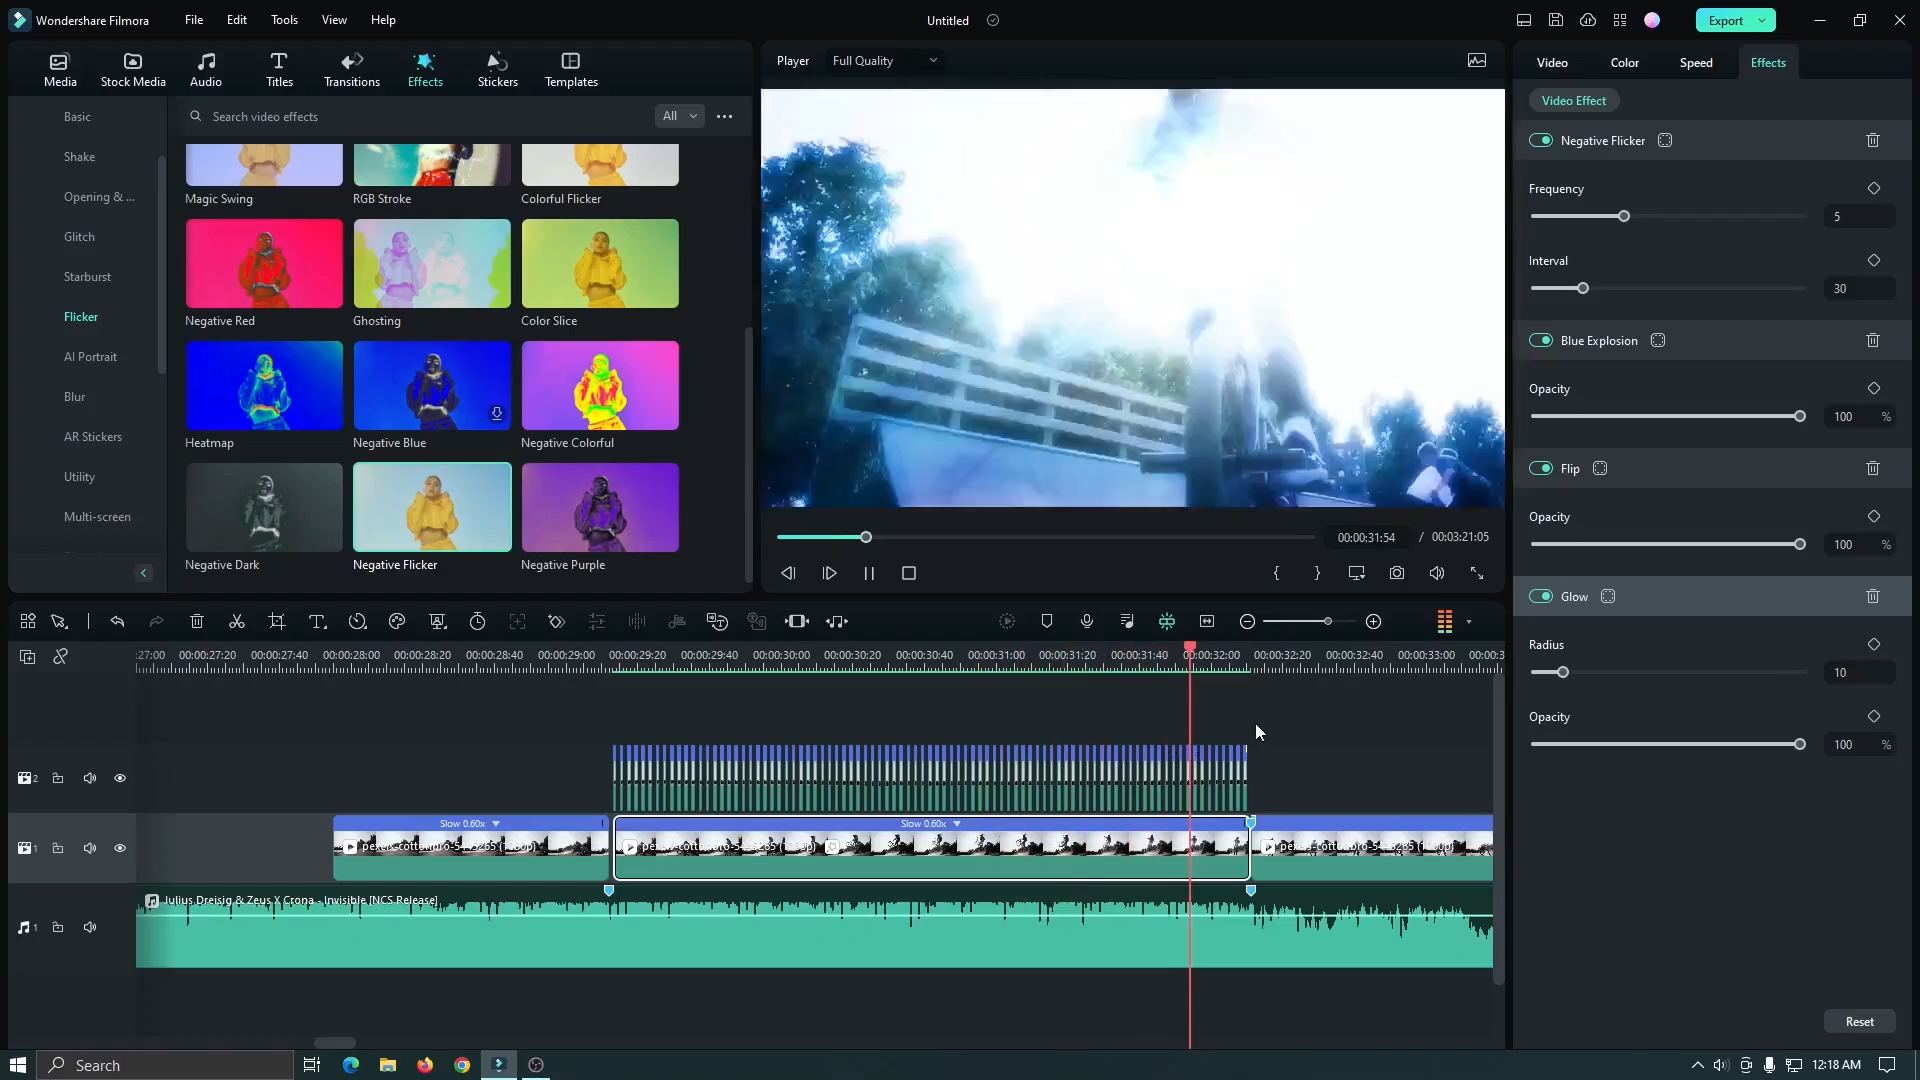 Wondershare Filmora
File
Edit
Tools
View
Help
Untitled
Export
Media
Stock Media
Audio
Titles
Transitions
Effects
Stickers
Templates
Player
Full Quality
Video
Color
Speed
Effects
Basic
Shake
Opening & ...
Glitch
Starburst
Flicker
AI Portrait
Blur
AR Stickers
Utility
Multi-screen
Search video effects
All
Magic Swing
RGB Stroke
Colorful Flicker
Negative Red
Ghosting
Color Slice
Heatmap
Negative Blue
Negative Colorful
Negative Dark
Negative Flicker
Negative Purple
00:00:31:54 / 00:03:21:05
Video Effect
Negative Flicker
Frequency
5
Interval
30
Blue Explosion
Opacity
100 %
Flip
Opacity
100 %
Glow
Radius
10
Opacity
100 %
Reset
:27:00 00:00:27:20 00:00:27:40 00:00:28:00 00:00:28:20 00:00:28:40 00:00:29:00 00:00:29:20 00:00:29:40 00:00:30:00 00:00:30:20 00:00:30:40 00:00:31:00 00:00:31:20 00:00:31:40 00:00:32:00 00:00:32:20 00:00:32:40 00:00:33:00 00:00:3
2
1
Slow 0.60x
Slow 0.60x
1
Julius Dreisig & Zeus X Crona - Invisible [NCS Release]
Search
12:18 AM